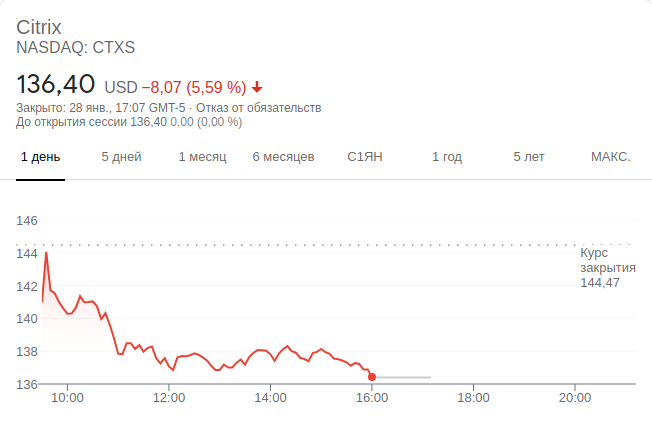 Citrix
NASDAQ: CTXS
136,40 USD −8,07 (5,59 %)
Закрыто: 28 янв., 17:07 GMT-5 · Отказ от обязательств
До открытия сессии 136,40 0,00 (0,00 %)
1 день 5 дней 1 месяц 6 месяцев С1ЯН 1 год 5 лет МАКС.
146
144
142
140
138
136
Курс
закрытия
144,47
10:00 12:00 14:00 16:00 18:00 20:00